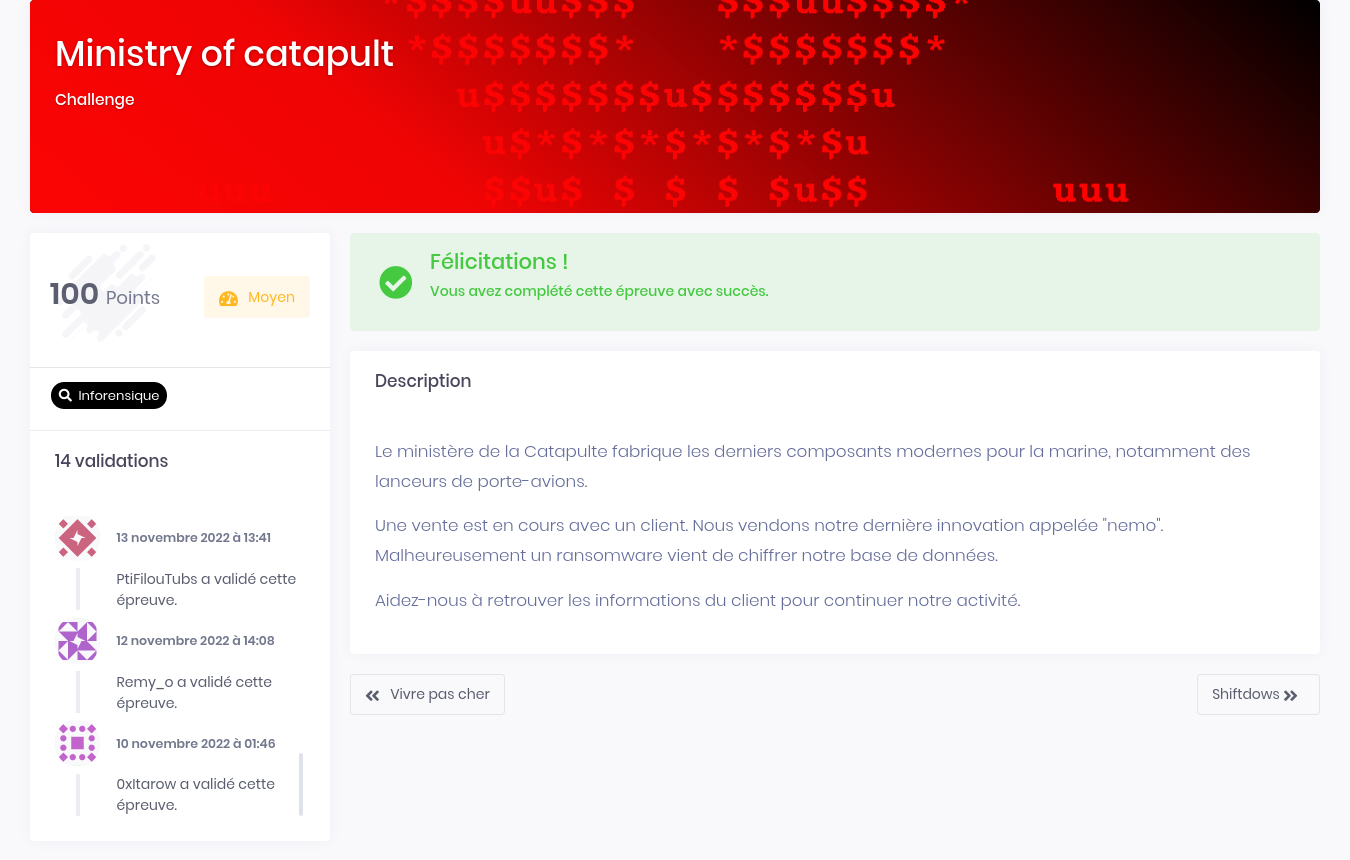 *$$$$uu$$$   $$$uu$$$$*
Ministry of catapult
*$$$$$$$*   *$$$$$$$*
Challenge
u$$$$$$$u$$$$$$$u
u$*$*$*$*$*$*$u
uuu   $$u$ $ $ $ $u$$   uuu
100 Points
Moyen
Inforensique
14 validations
13 novembre 2022 à 13:41
PtiFilouTubs a validé cette
épreuve.
12 novembre 2022 à 14:08
Remy_o a validé cette
épreuve.
10 novembre 2022 à 01:46
0xItarow a validé cette
épreuve.
Félicitations !
Vous avez complété cette épreuve avec succès.
Description
Le ministère de la Catapulte fabrique les derniers composants modernes pour la marine, notamment des
lanceurs de porte-avions.
Une vente est en cours avec un client. Nous vendons notre dernière innovation appelée "nemo".
Malheureusement un ransomware vient de chiffrer notre base de données.
Aidez-nous à retrouver les informations du client pour continuer notre activité.
Vivre pas cher
Shiftdows